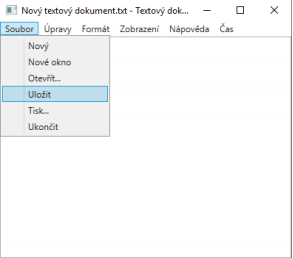 Nový textový dokument.txt - Textový dok...
Soubor Úpravy Formát Zobrazení Nápověda Čas
Nový
Nové okno
Otevřít...
Uložit
Tisk...
Ukončit